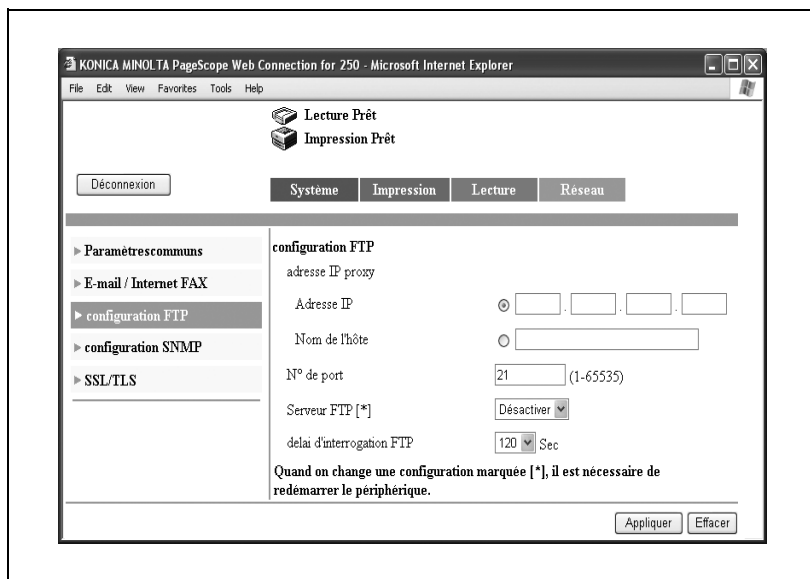 KONICA MINOLTA PageScope Web Connection for 250 - Microsoft Internet Explorer
File Edit View Favorites Tools Help
Lecture Prêt
Impression Prêt
Déconnexion
Système Impression Lecture Réseau
Paramètrescommuns
E-mail / Internet FAX
configuration FTP
configuration SNMP
SSL/TLS
configuration FTP
adresse IP proxy
Adresse IP . . .
Nom de l'hôte
N° de port 21 (1-65535)
Serveur FTP [*] Désactiver
delai d'interrogation FTP 120 Sec
Quand on change une configuration marquée [*], il est nécessaire de
redémarrer le périphérique.
Appliquer Effacer